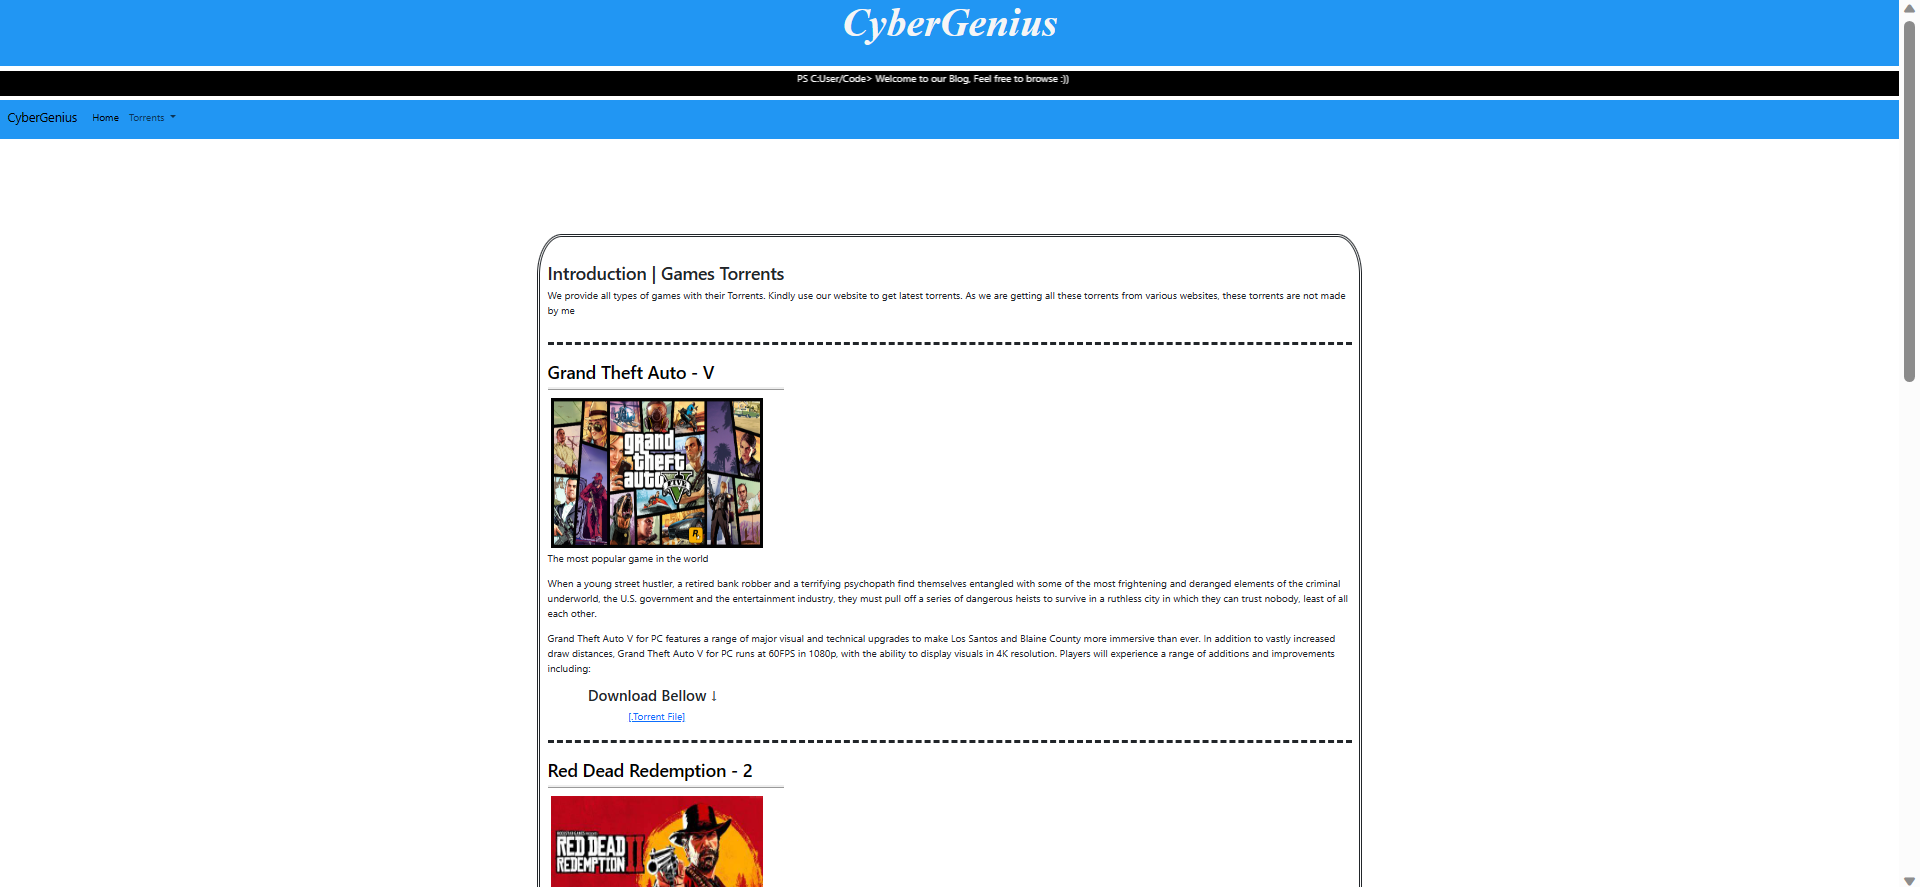 CyberGenius
PS C:User/Code> Welcome to our Blog, Feel free to browse :))
CyberGenius Home Torrents
Introduction | Games Torrents
We provide all types of games with their Torrents. Kindly use our website to get latest torrents. As we are getting all these torrents from various websites, these torrents are not made
by me
Grand Theft Auto - V
grand
theft
auto
FIVE
R
The most popular game in the world
When a young street hustler, a retired bank robber and a terrifying psychopath find themselves entangled with some of the most frightening and deranged elements of the criminal
underworld, the U.S. government and the entertainment industry, they must pull off a series of dangerous heists to survive in a ruthless city in which they can trust nobody, least of all
each other.
Grand Theft Auto V for PC features a range of major visual and technical upgrades to make Los Santos and Blaine County more immersive than ever. In addition to vastly increased
draw distances, Grand Theft Auto V for PC runs at 60FPS in 1080p, with the ability to display visuals in 4K resolution. Players will experience a range of additions and improvements
including:
Download Bellow ↓
[.Torrent File]
Red Dead Redemption - 2
RED DEAD
REDEMPTION II